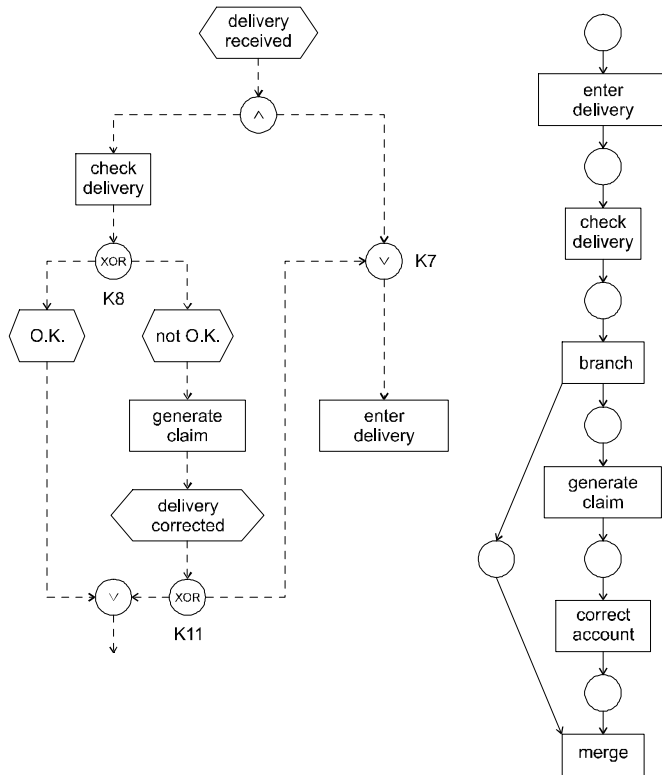 delivery
received
∧
check
delivery
XOR
K8
∨
K7
O.K.
not O.K.
generate
claim
enter
delivery
delivery
corrected
∨
XOR
K11
enter
delivery
check
delivery
branch
generate
claim
correct
account
merge